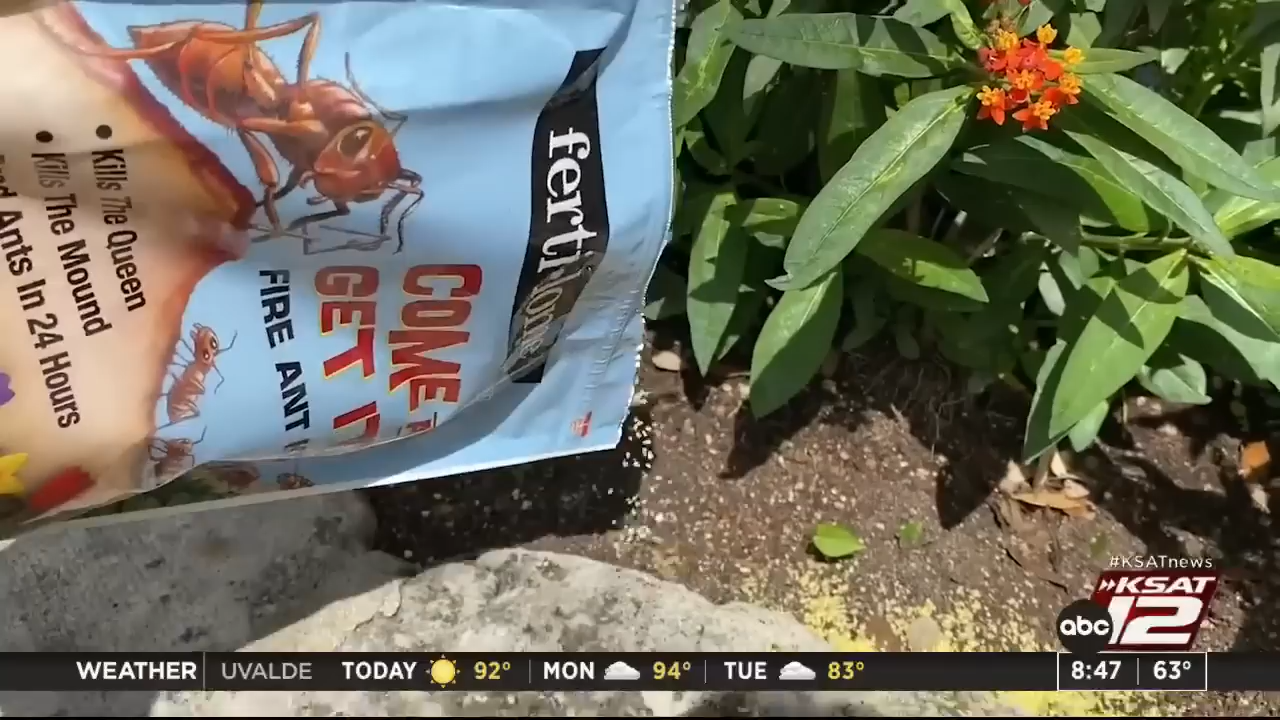 fertilome
COME
GET I
FIRE ANT
• Kills The Queen
• Kills The Mound
Ants In 24 Hours
#KSATnews
KSAT
abc 12
WEATHER UVALDE TODAY 92° MON 94° TUE 83° 8:47 63°